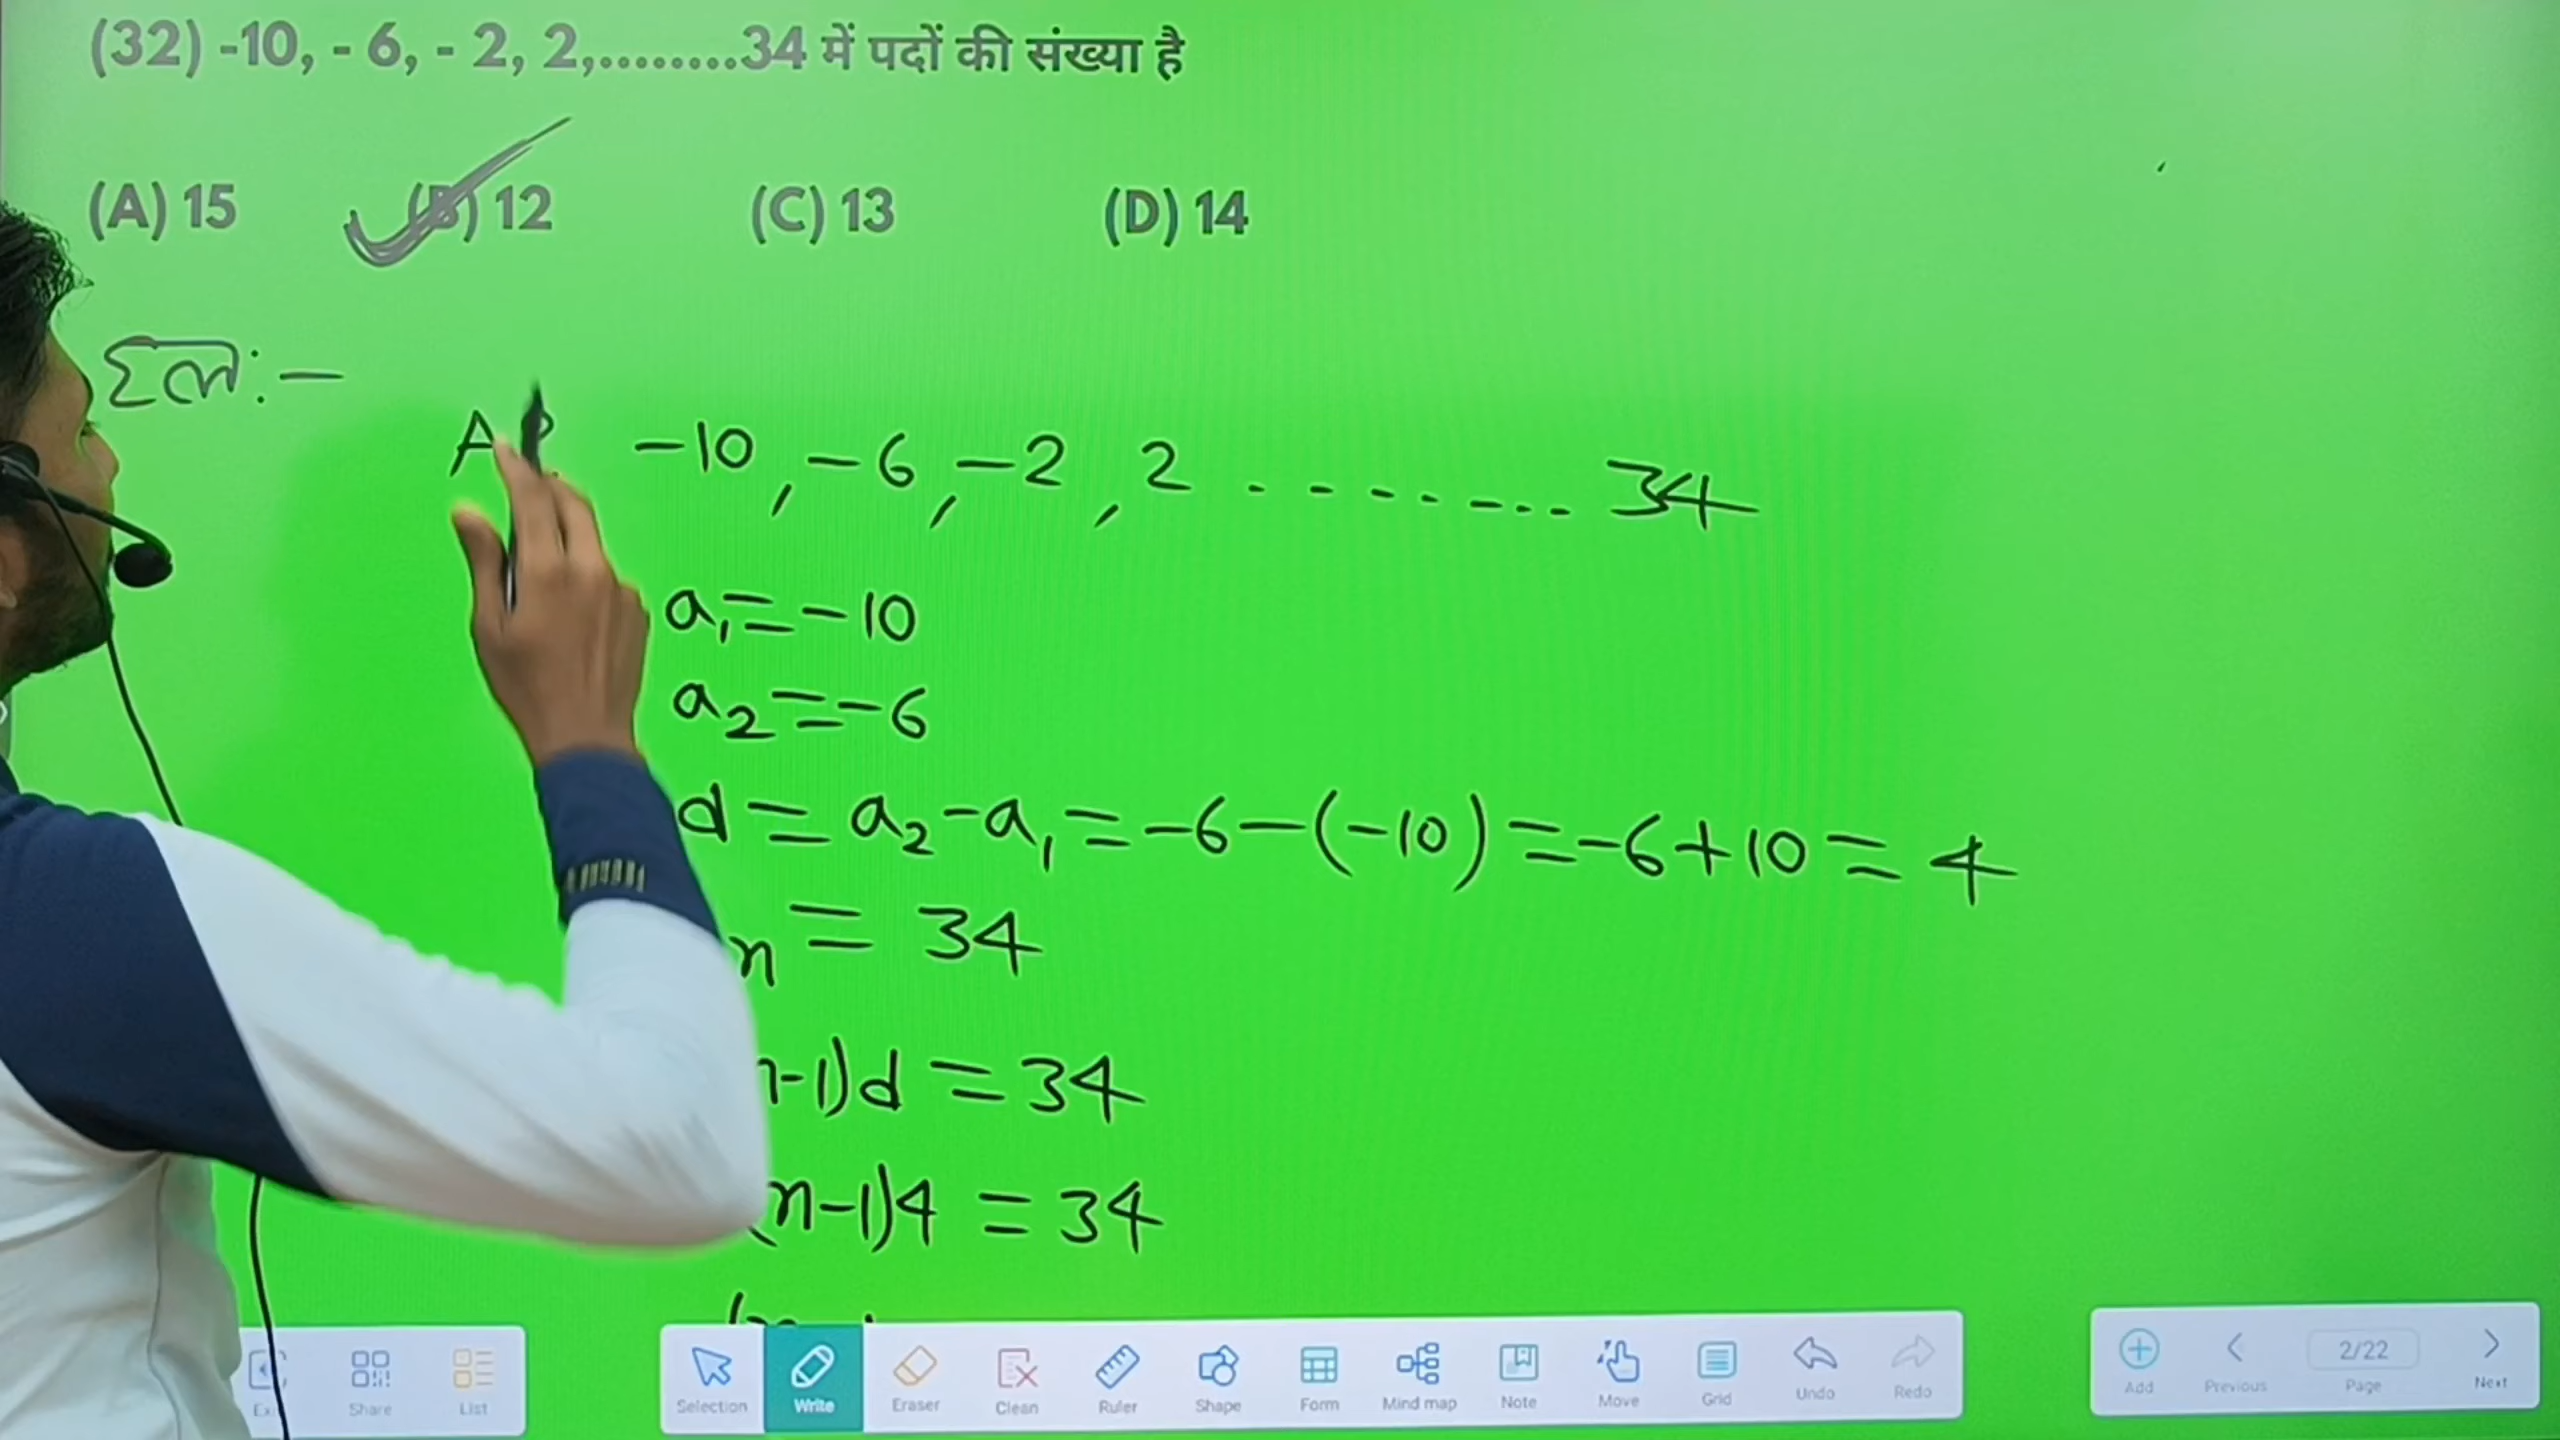 (32) -10, - 6, - 2, 2,........34 में पदों की संख्या है
(A) 15 (B) 12 (C) 13 (D) 14
हल:-
A P -10, -6, -2, 2 - - - - - - - 34
a₁ = -10
a₂ = -6
d = a₂ - a₁ = -6 - (-10) = -6 + 10 = 4
n = 34
-1)d = 34
(n-1)4 = 34
Share List Selection Write Eraser Clean Ruler Shape Form Mind map Note Move Grid Undo Redo Add Previous 2/22 Page Next